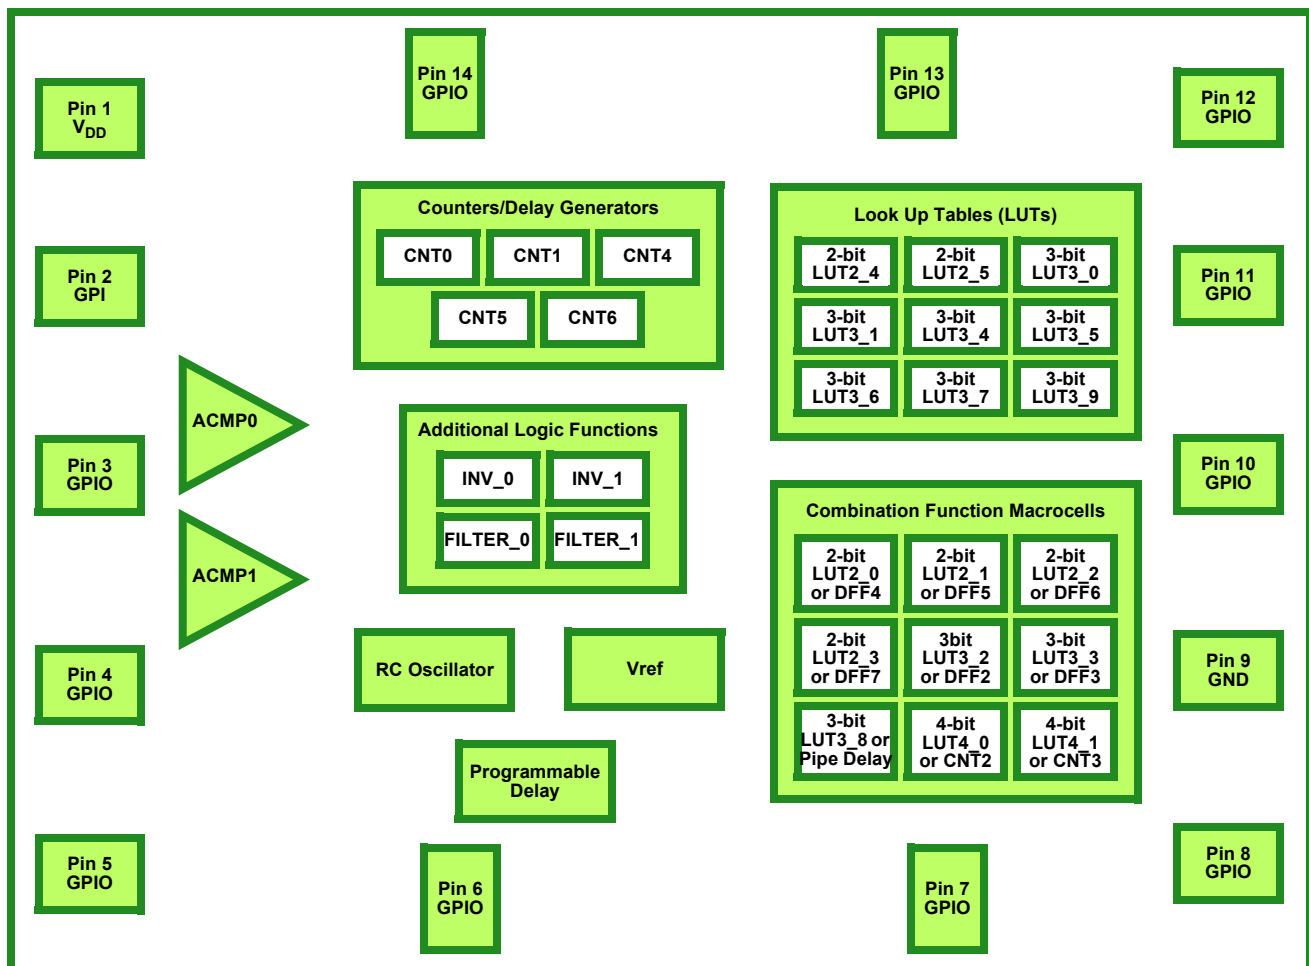 Pin 14
GPIO
Pin 13
GPIO
Pin 1
VDD
Pin 12
GPIO
Counters/Delay Generators
CNT0
CNT1
CNT4
CNT5
CNT6
Look Up Tables (LUTs)
2-bit
LUT2_4
2-bit
LUT2_5
3-bit
LUT3_0
3-bit
LUT3_1
3-bit
LUT3_4
3-bit
LUT3_5
3-bit
LUT3_6
3-bit
LUT3_7
3-bit
LUT3_9
Pin 2
GPI
Pin 11
GPIO
ACMP0
Pin 3
GPIO
Additional Logic Functions
INV_0
INV_1
FILTER_0
FILTER_1
Pin 10
GPIO
Combination Function Macrocells
2-bit
LUT2_0
or DFF4
2-bit
LUT2_1
or DFF5
2-bit
LUT2_2
or DFF6
2-bit
LUT2_3
or DFF7
3bit
LUT3_2
or DFF2
3-bit
LUT3_3
or DFF3
3-bit
LUT3_8 or
Pipe Delay
4-bit
LUT4_0
or CNT2
4-bit
LUT4_1
or CNT3
ACMP1
Pin 4
GPIO
RC Oscillator
Vref
Pin 9
GND
Programmable
Delay
Pin 5
GPIO
Pin 6
GPIO
Pin 7
GPIO
Pin 8
GPIO